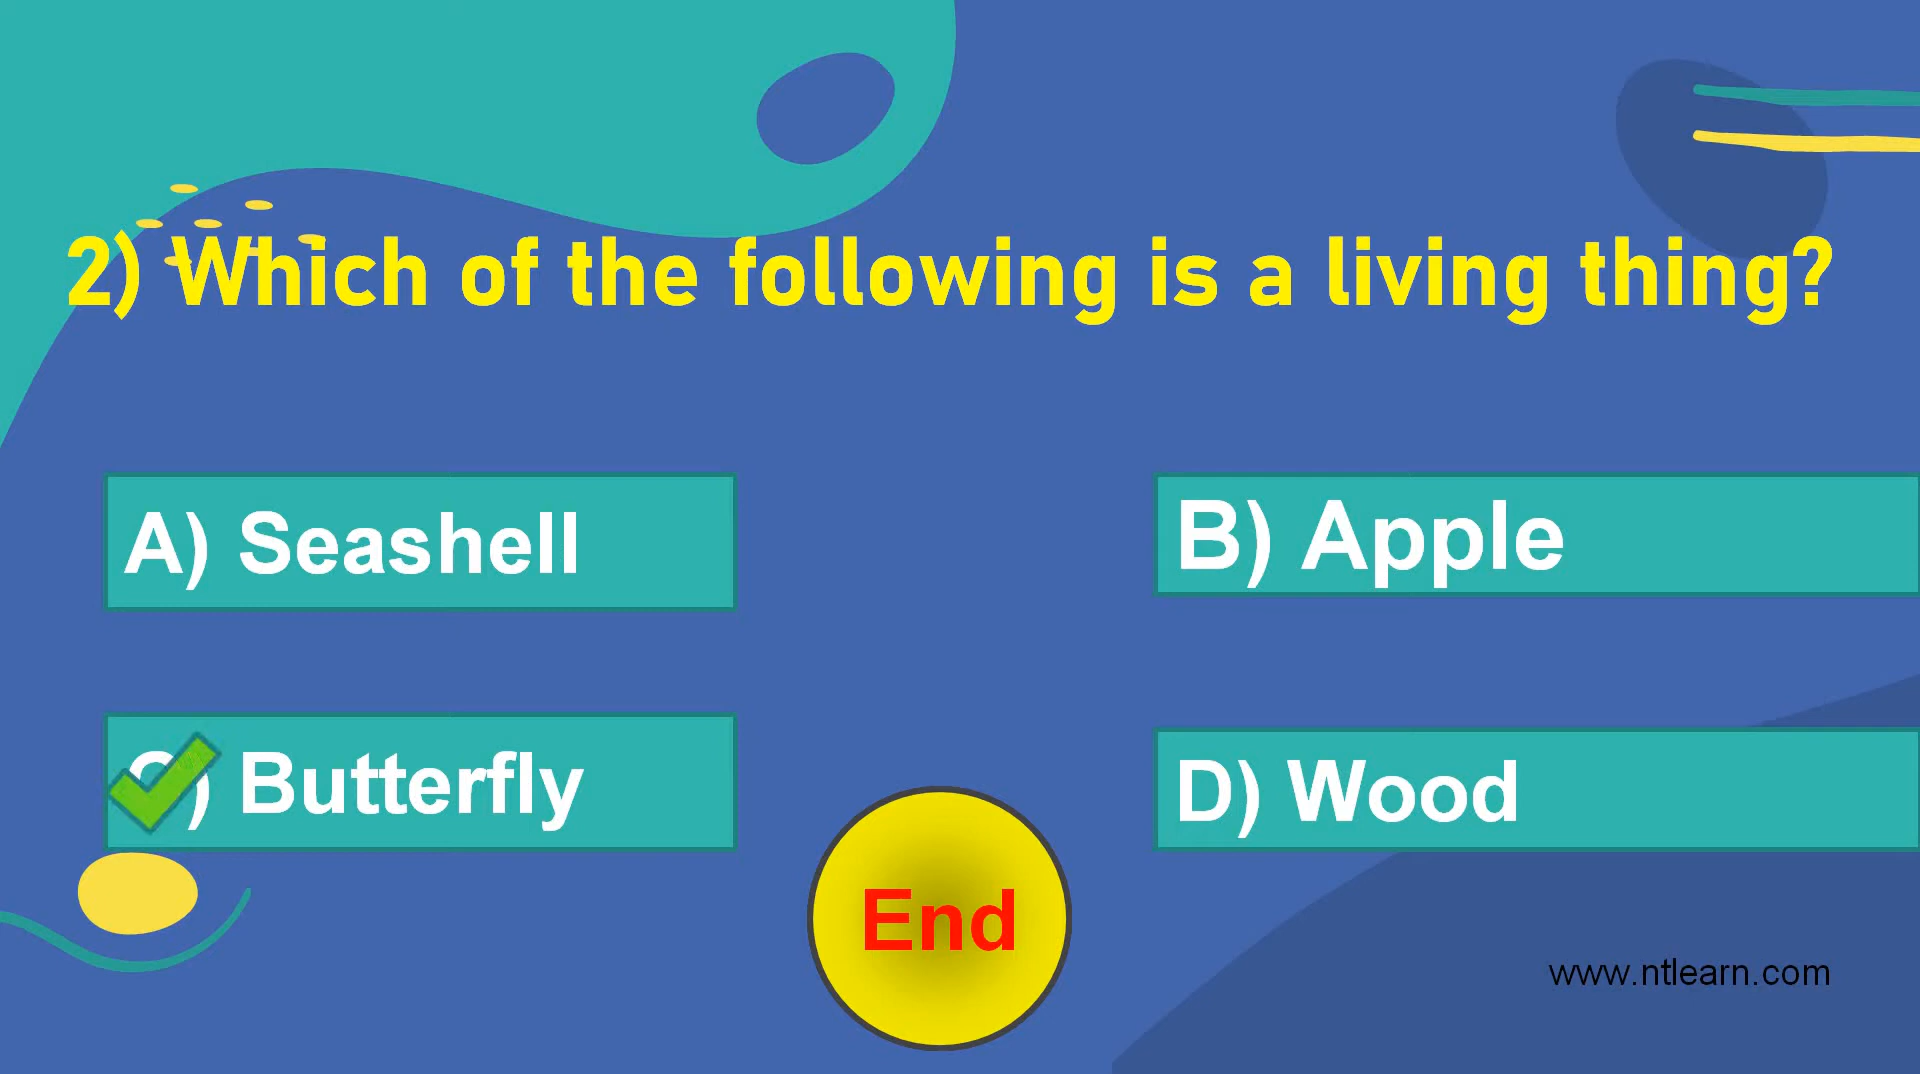 2) Which of the following is a living thing?
A) Seashell
B) Apple
C) Butterfly
D) Wood
End
www.ntlearn.com